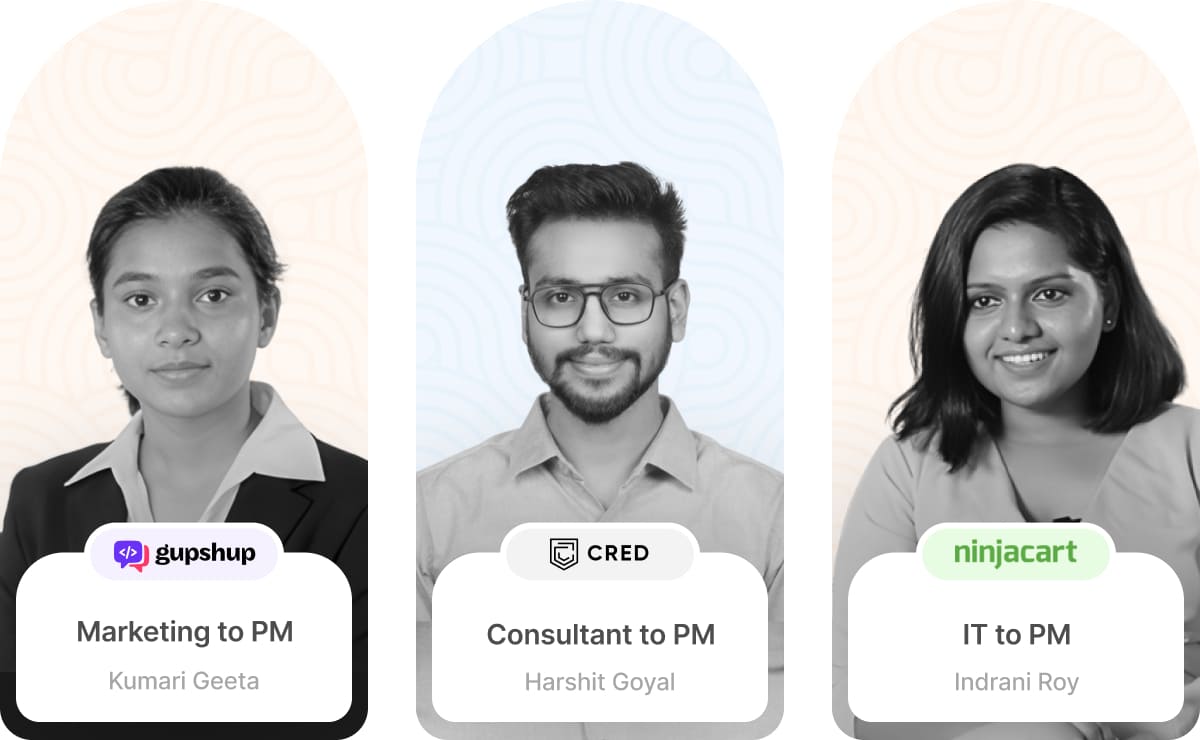 gupshup
Marketing to PM
Kumari Geeta
CRED
Consultant to PM
Harshit Goyal
ninjacart
IT to PM
Indrani Roy